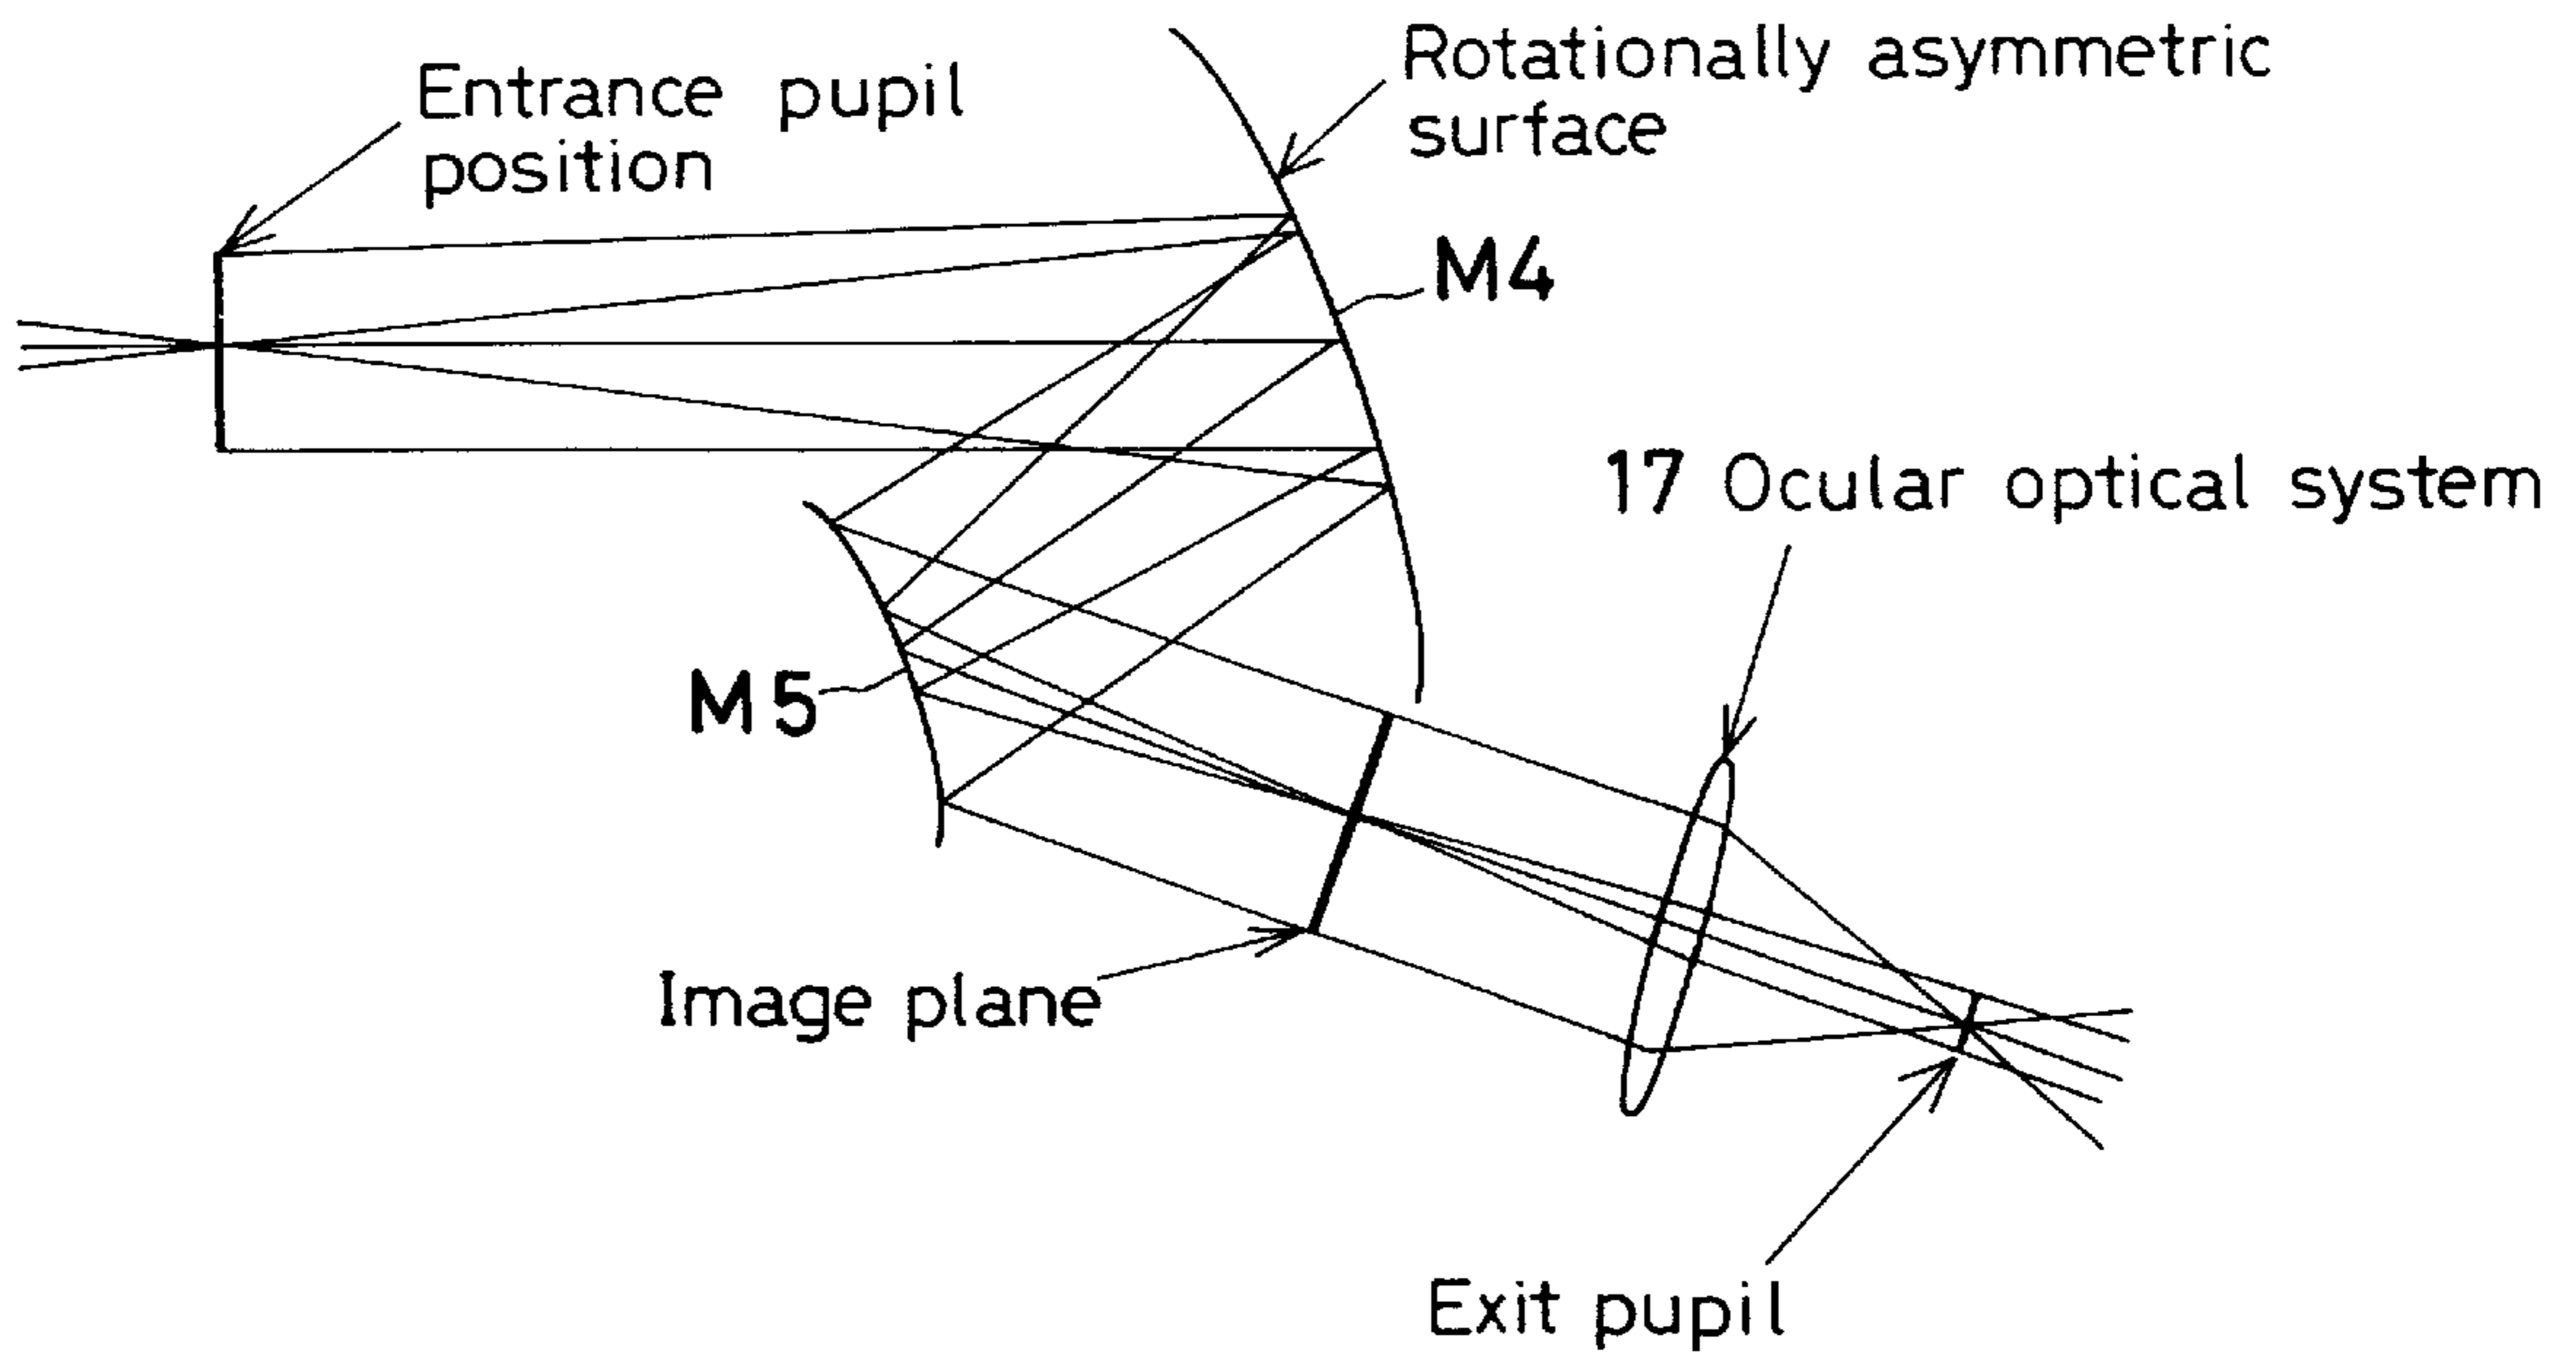 Entrance pupil
position
Rotationally asymmetric
surface
M4
17 Ocular optical system
M5
Image plane
Exit pupil